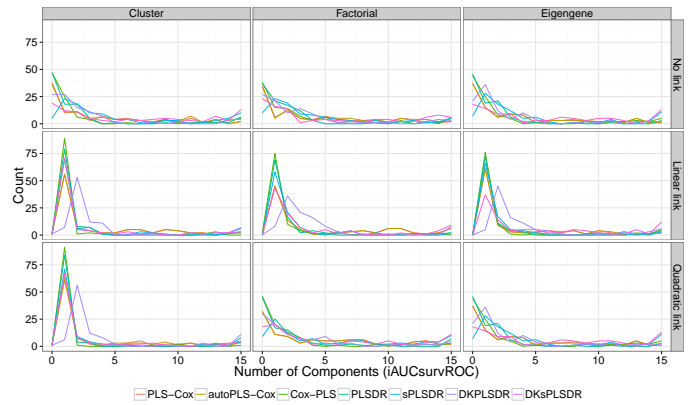 Cluster Factorial Eigengene
75
50
25
0
No link
75
50
25
0
Linear link
75
50
25
0
Quadratic link
Count
0 5 10 15 0 5 10 15 0 5 10 15
Number of Components (iAUCsurvROC)
PLS−Cox autoPLS−Cox Cox−PLS PLSDR sPLSDR DKPLSDR DKsPLSDR